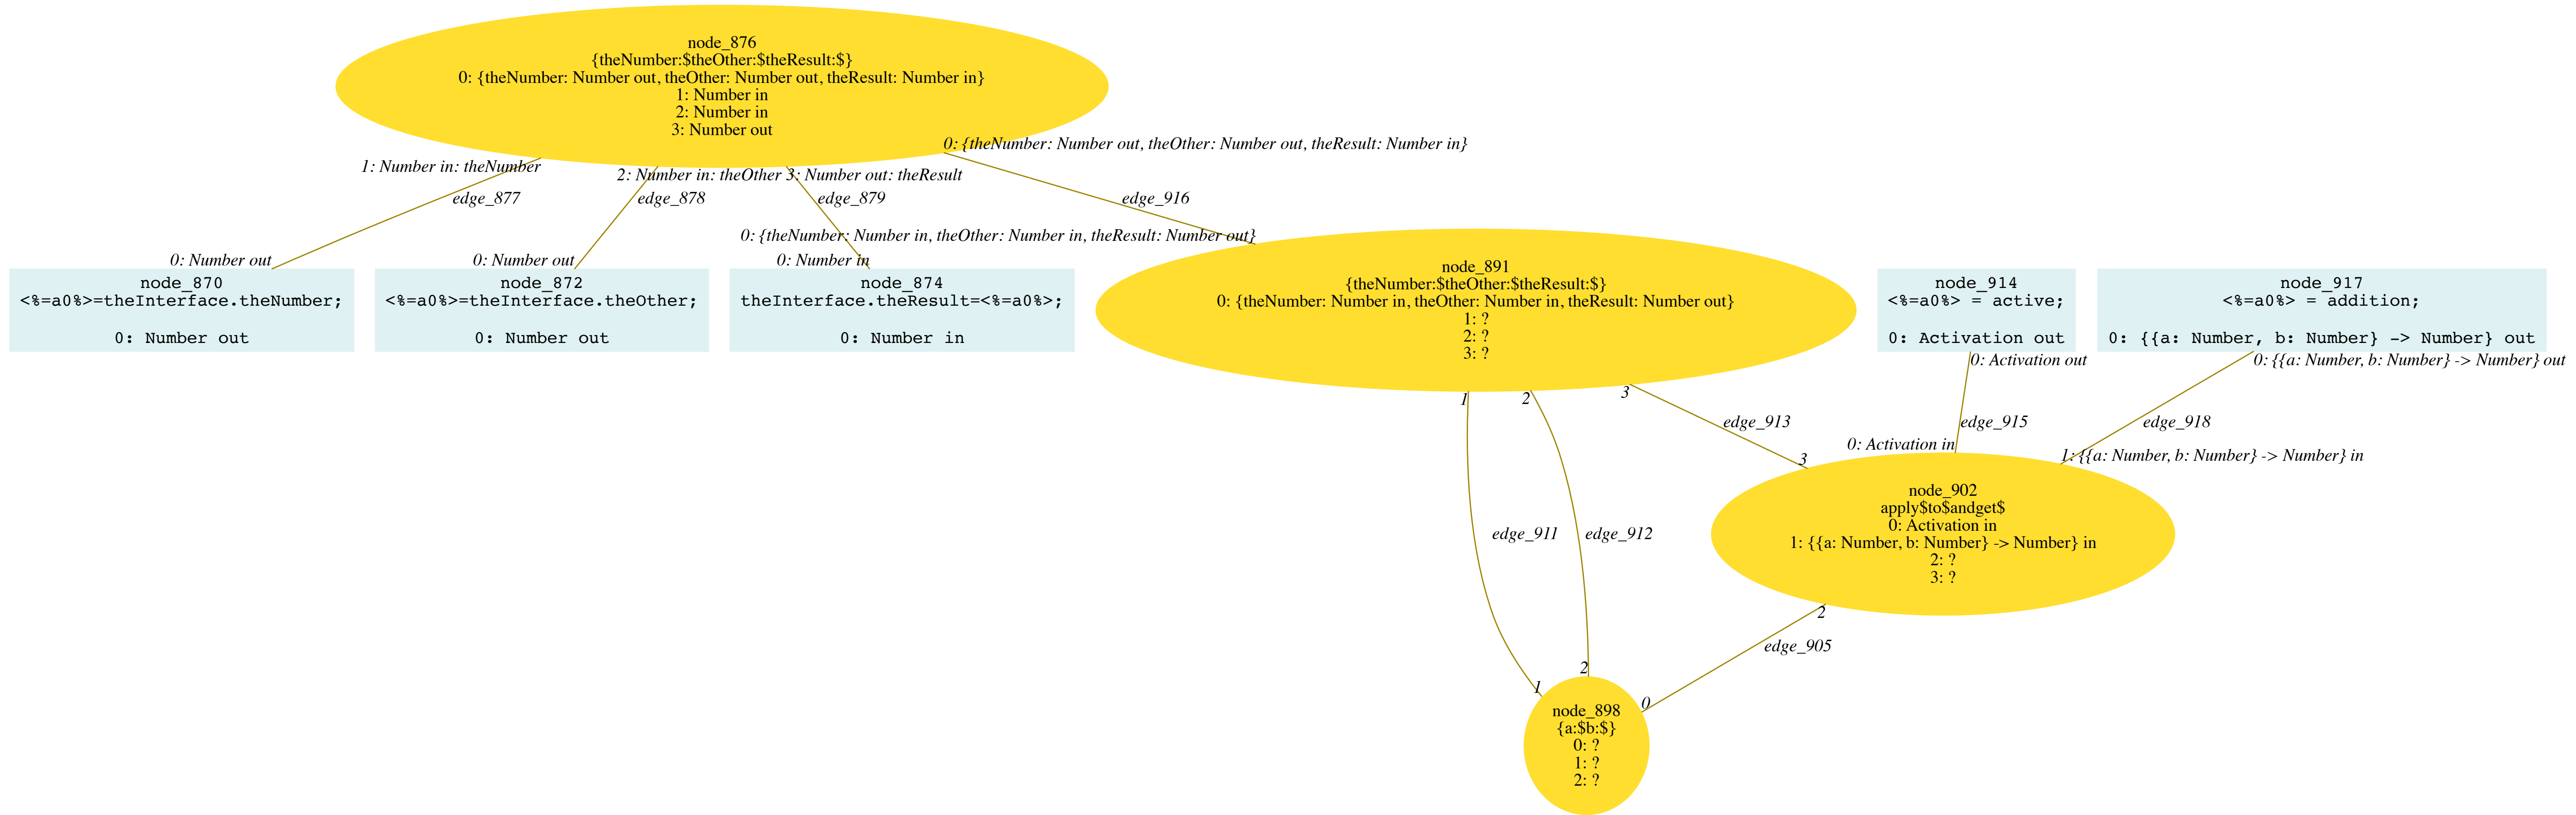 node_876
{theNumber:$theOther:$theResult:$}
0: {theNumber: Number out, theOther: Number out, theResult: Number in}
1: Number in
2: Number in
3: Number out
0: {theNumber: Number out, theOther: Number out, theResult: Number in}
1: Number in: theNumber
2: Number in: theOther
3: Number out: theResult
edge_877
edge_878
edge_879
edge_916
0: {theNumber: Number in, theOther: Number in, theResult: Number out}
0: Number out
0: Number out
0: Number in
node_870
<%=a0%>=theInterface.theNumber;
0: Number out
node_872
<%=a0%>=theInterface.theOther;
0: Number out
node_874
theInterface.theResult=<%=a0%>;
0: Number in
node_891
{theNumber:$theOther:$theResult:$}
0: {theNumber: Number in, theOther: Number in, theResult: Number out}
1: ?
2: ?
3: ?
node_914
<%=a0%> = active;
0: Activation out
node_917
<%=a0%> = addition;
0: {{a: Number, b: Number} -> Number} out
0: Activation out
0: {{a: Number, b: Number} -> Number} out
1
2
3
edge_913
edge_915
edge_918
0: Activation in
3
1: {{a: Number, b: Number} -> Number} in
node_902
apply$to$andget$
0: Activation in
1: {{a: Number, b: Number} -> Number} in
2: ?
3: ?
edge_911
edge_912
2
edge_905
2
1
0
node_898
{a:$b:$}
0: ?
1: ?
2: ?